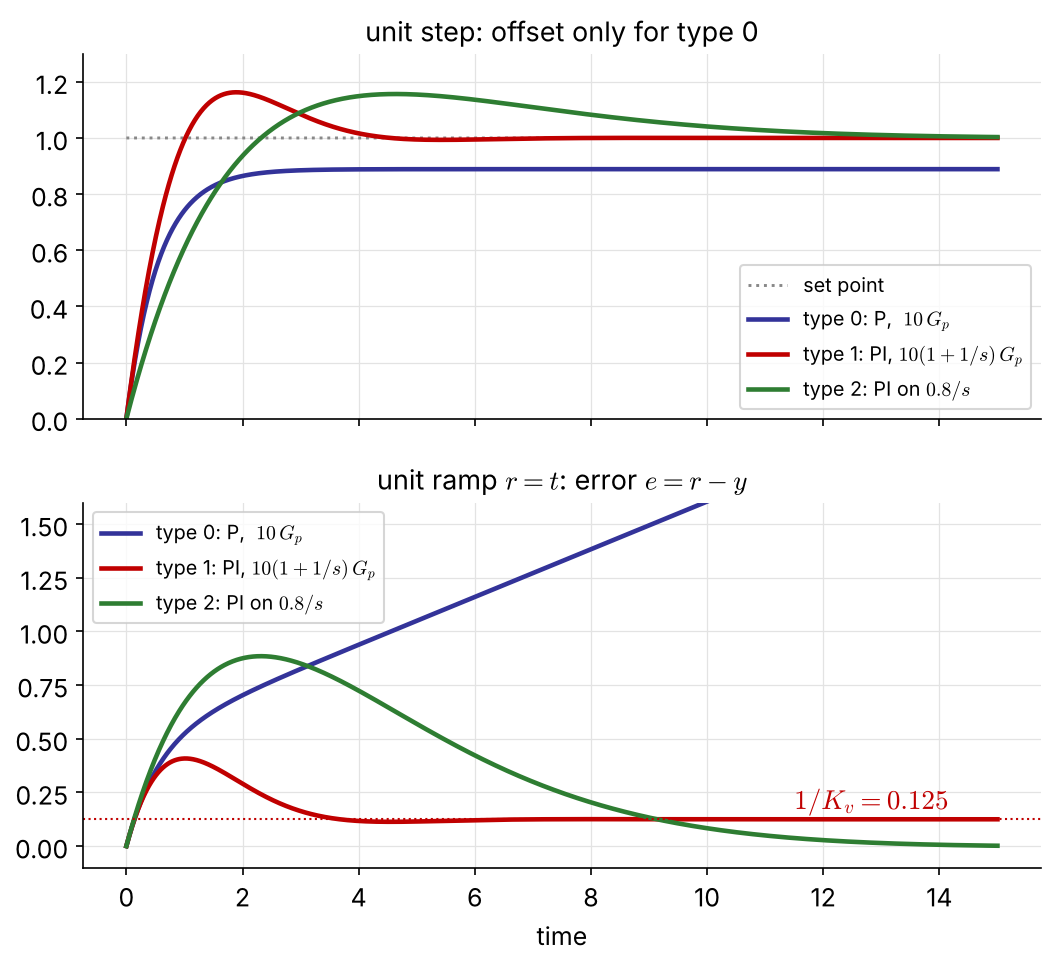 unit step: offset only for type 0
1.2
1.0
0.8
0.6
0.4
0.2
0.0
set point
type 0: P, 10 G_p
type 1: PI, 10(1 + 1/s) G_p
type 2: PI on 0.8/s
unit ramp r = t: error e = r − y
1.50
1.25
1.00
0.75
0.50
0.25
0.00
type 0: P, 10 G_p
type 1: PI, 10(1 + 1/s) G_p
type 2: PI on 0.8/s
1/K_v = 0.125
0 2 4 6 8 10 12 14
time